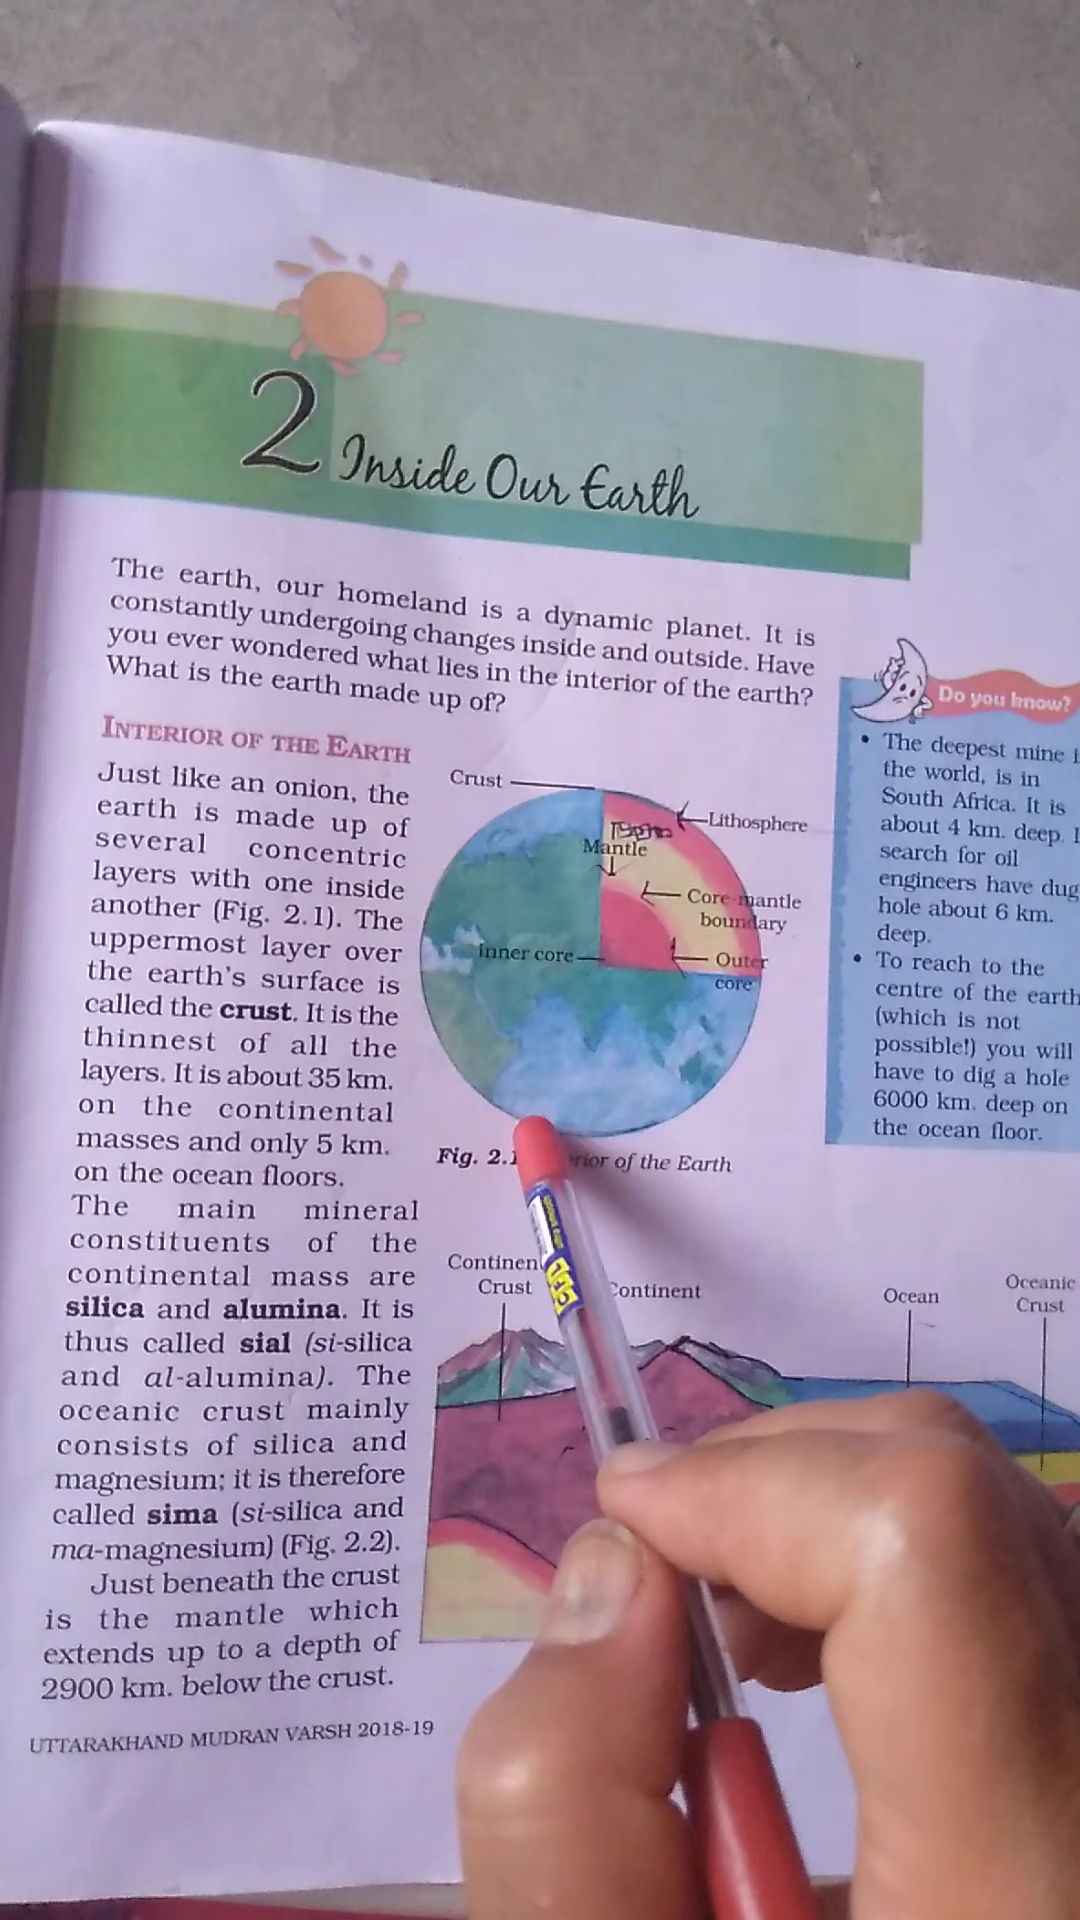 2 Inside Our Earth
The earth, our homeland is a dynamic planet. It is
constantly undergoing changes inside and outside. Have
you ever wondered what lies in the interior of the earth?
What is the earth made up of?
INTERIOR OF THE EARTH
Just like an onion, the
earth is made up of
several concentric
layers with one inside
another (Fig. 2.1). The
uppermost layer over
the earth's surface is
called the crust. It is the
thinnest of all the
layers. It is about 35 km.
on the continental
masses and only 5 km.
on the ocean floors.
The main mineral
constituents of the
continental mass are
silica and alumina. It is
thus called sial (si-silica
and al-alumina). The
oceanic crust mainly
consists of silica and
magnesium; it is therefore
called sima (si-silica and
ma-magnesium) (Fig. 2.2).
Just beneath the crust
is the mantle which
extends up to a depth of
2900 km. below the crust.
UTTARAKHAND MUDRAN VARSH 2018-19
Crust
Lithosphere
Mantle
Core-mantle
boundary
Inner core
Outer
core
Fig. 2. of the Earth
Crust
Continent
Ocean
Oceanic
Crust
Do you know?
• The deepest mine
the world, is in
South Africa. It is
about 4 km. deep.
search for oil
engineers have dug
hole about 6 km.
deep.
• To reach to the
centre of the earth
(which is not
possible!) you will
have to dig a hole
6000 km. deep on
the ocean floor.